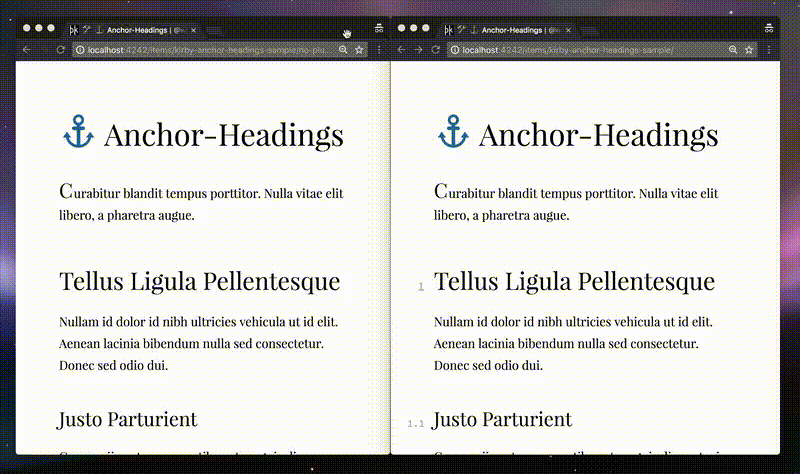 Anchor-Headings | @
localhost:4242/items/kirby-anchor-headings-sample/no-plu...
⚓ Anchor-Headings
Curabitur blandit tempus porttitor. Nulla vitae elit
libero, a pharetra augue.
Tellus Ligula Pellentesque
Nullam id dolor id nibh ultricies vehicula ut id elit.
Aenean lacinia bibendum nulla sed consectetur.
Donec sed odio dui.
Justo Parturient
Anchor-Headings | @
localhost:4242/items/kirby-anchor-headings-sample/
⚓ Anchor-Headings
Curabitur blandit tempus porttitor. Nulla vitae elit
libero, a pharetra augue.
1 Tellus Ligula Pellentesque
Nullam id dolor id nibh ultricies vehicula ut id elit.
Aenean lacinia bibendum nulla sed consectetur.
Donec sed odio dui.
1.1 Justo Parturient